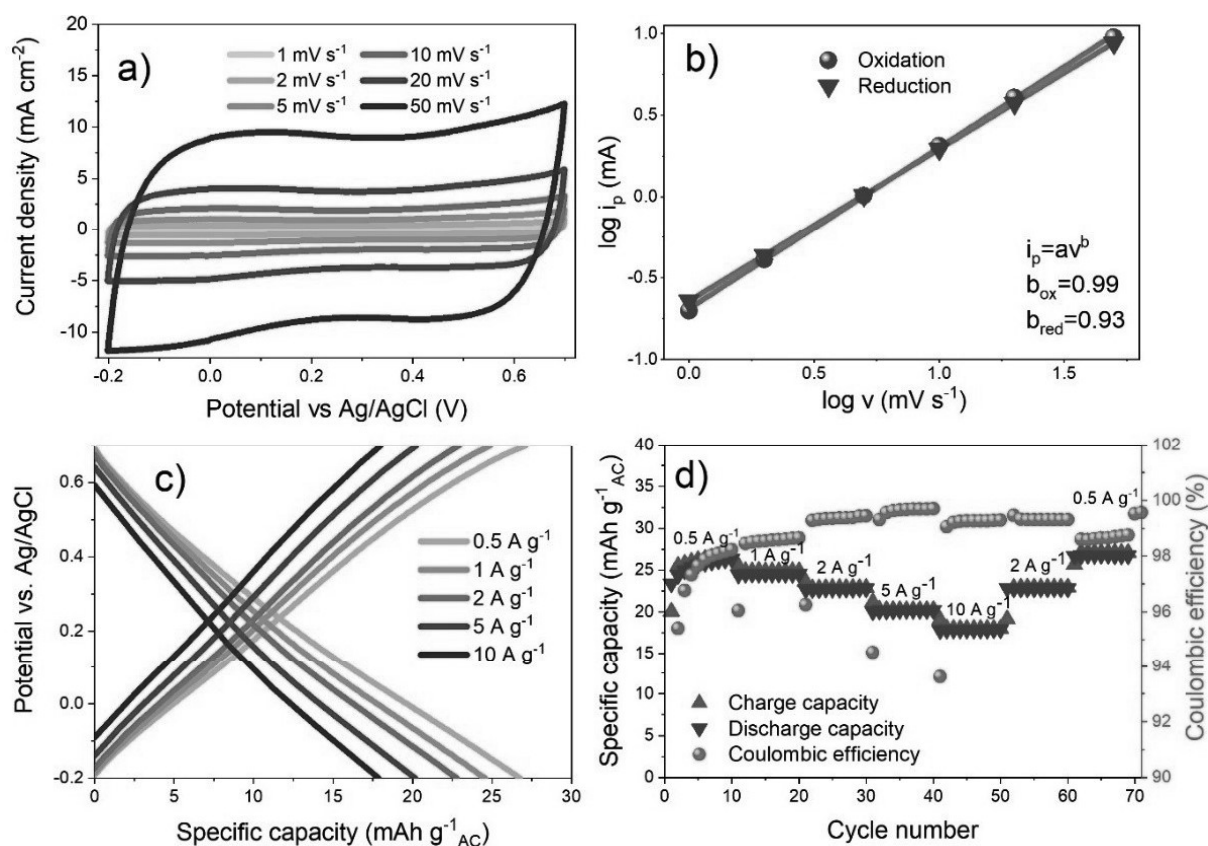 a)
1 mV s⁻¹ 10 mV s⁻¹
2 mV s⁻¹ 20 mV s⁻¹
5 mV s⁻¹ 50 mV s⁻¹
20
15
10
5
0
-5
-10
Current density (mA cm⁻²)
-0.2 0.0 0.2 0.4 0.6
Potential vs Ag/AgCl (V)
b)
Oxidation
Reduction
1.0
0.5
0.0
-0.5
-1.0
log iₚ (mA)
iₚ=avᵇ
b_ox=0.99
b_red=0.93
0.0 0.5 1.0 1.5
log v (mV s⁻¹)
c)
0.6
0.4
0.2
0.0
-0.2
Potential vs. Ag/AgCl
0.5 A g⁻¹
1 A g⁻¹
2 A g⁻¹
5 A g⁻¹
10 A g⁻¹
0 5 10 15 20 25 30
Specific capacity (mAh g⁻¹_AC)
d)
40
35
30
25
20
15
10
5
0
Specific capacity (mAh g⁻¹_AC)
0.5 A g⁻¹
1 A g⁻¹
2 A g⁻¹
5 A g⁻¹
10 A g⁻¹
2 A g⁻¹
0.5 A g⁻¹
Charge capacity
Discharge capacity
Coulombic efficiency
102
100
98
96
94
92
90
Coulombic efficiency (%)
0 10 20 30 40 50 60 70
Cycle number